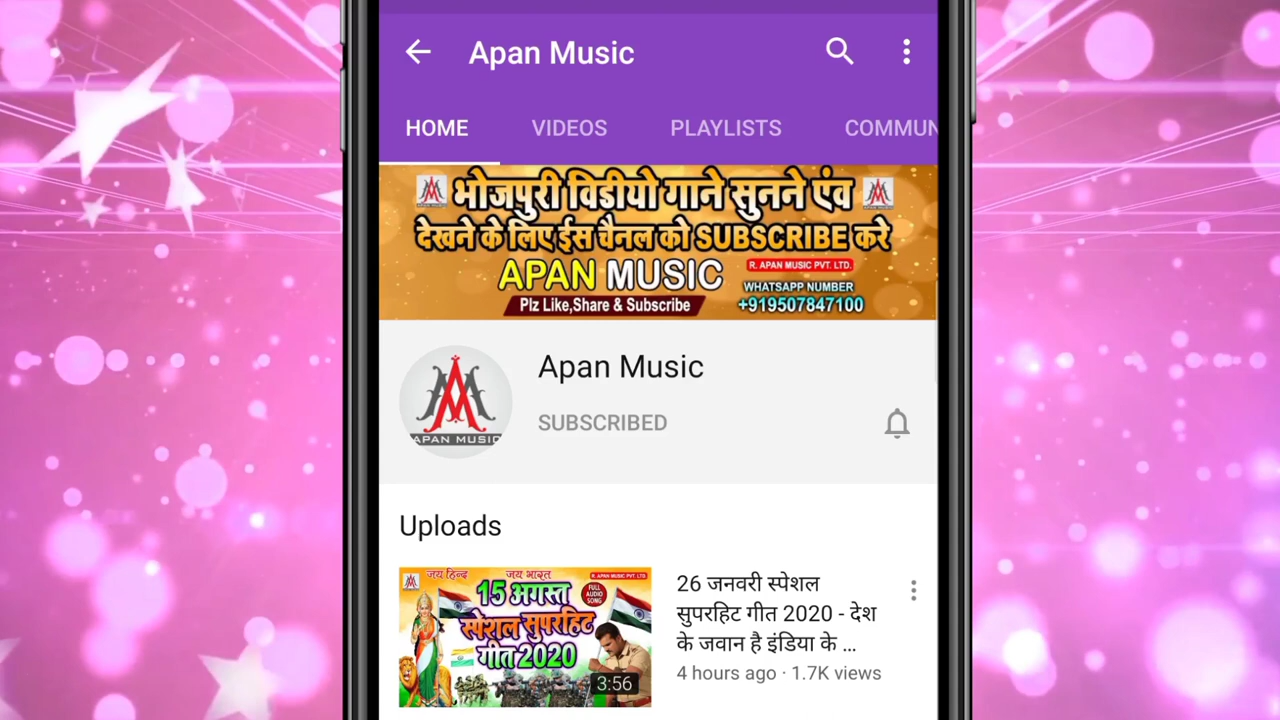 Apan Music
HOME VIDEOS PLAYLISTS COMMUN
भोजपुरी विडीयो गाने सुनने एंव
देखने के लिए ईस चैनल को SUBSCRIBE करे
APAN MUSIC
R. APAN MUSIC PVT. LTD.
WHATSAPP NUMBER
Plz Like,Share & Subscribe
+919507847100
Apan Music
SUBSCRIBED
APAN MUSIC
Uploads
जय हिन्द जय भारत
R. APAN MUSIC PVT. LTD
15 अगस्त
FULL
AUDIO
SONG
स्पेशल सुपरहिट
गीत 2020
3:56
26 जनवरी स्पेशल
सुपरहिट गीत 2020 - देश
के जवान है इंडिया के ...
4 hours ago · 1.7K views